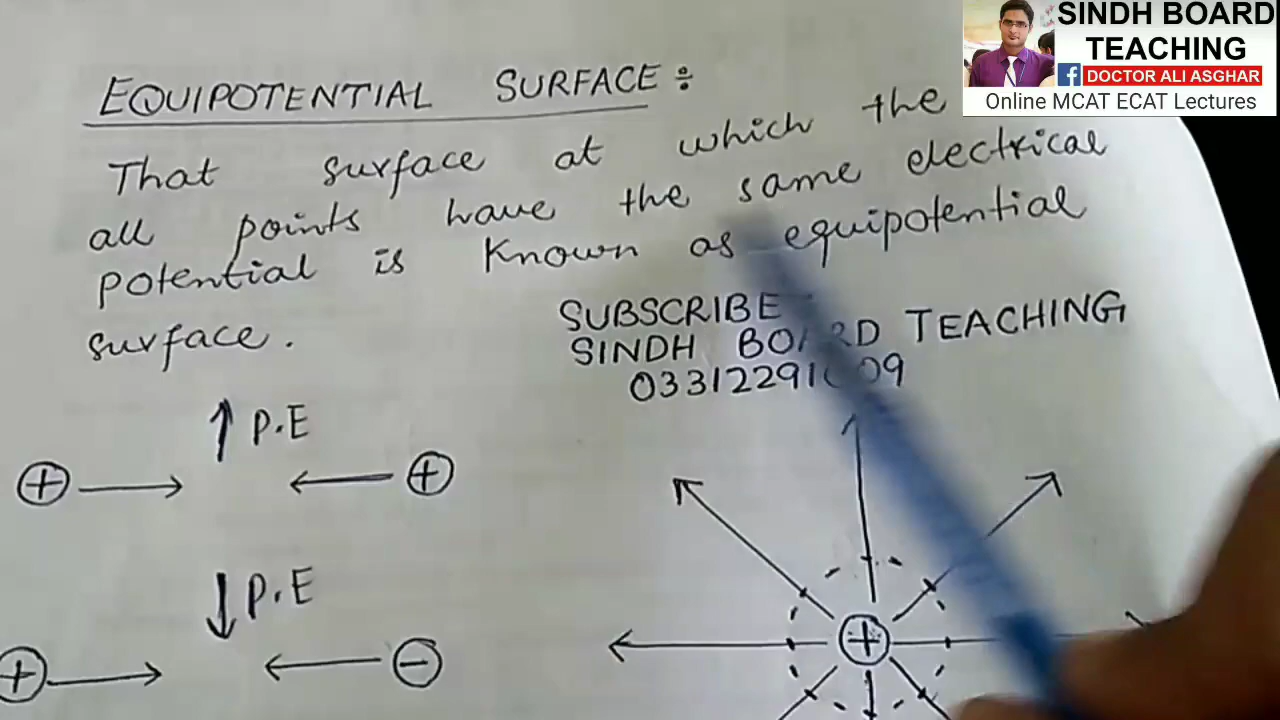 SINDH BOARD
TEACHING
DOCTOR ALI ASGHAR
Online MCAT ECAT Lectures
EQUIPOTENTIAL SURFACE:
That surface at which the
all points have the same electrical
potential is known as equipotential
surface.
SUBSCRIBE
SINDH TEACHING
↑ P.E
+ → ← +
↓ P.E
+ → ← −
+